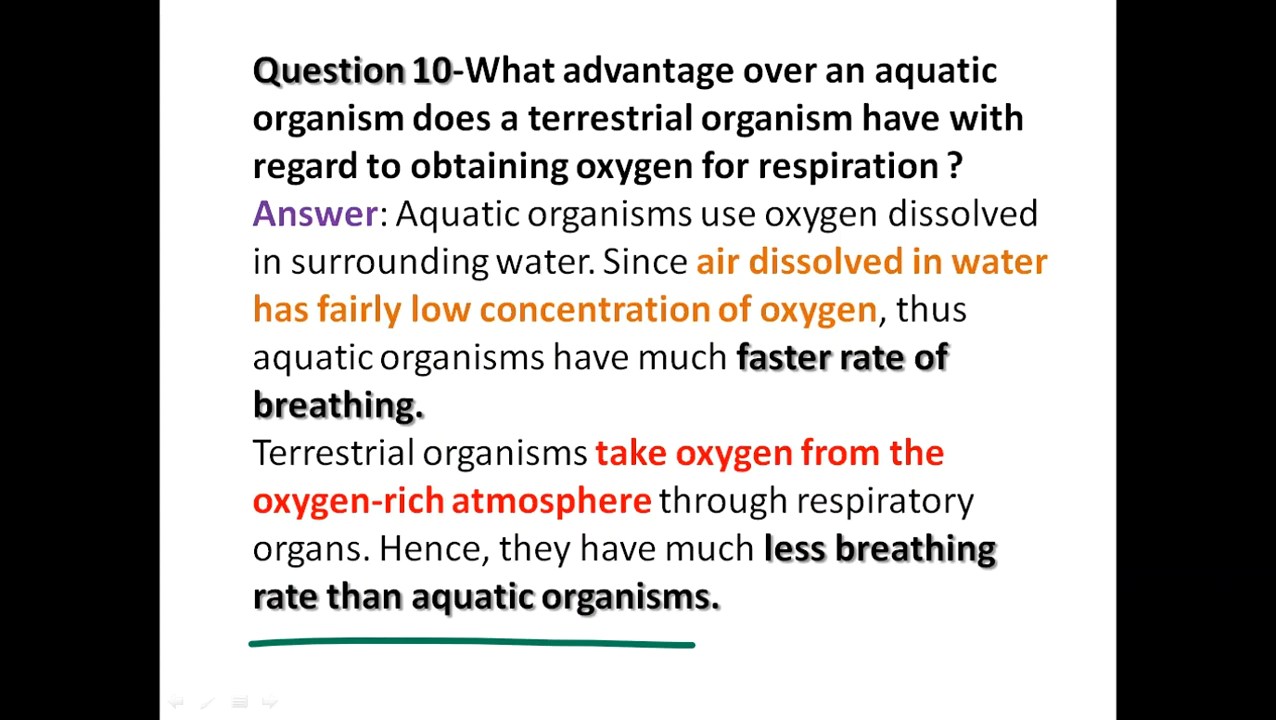 Question 10-What advantage over an aquatic
organism does a terrestrial organism have with
regard to obtaining oxygen for respiration ?
Answer: Aquatic organisms use oxygen dissolved
in surrounding water. Since air dissolved in water
has fairly low concentration of oxygen, thus
aquatic organisms have much faster rate of
breathing.
Terrestrial organisms take oxygen from the
oxygen-rich atmosphere through respiratory
organs. Hence, they have much less breathing
rate than aquatic organisms.